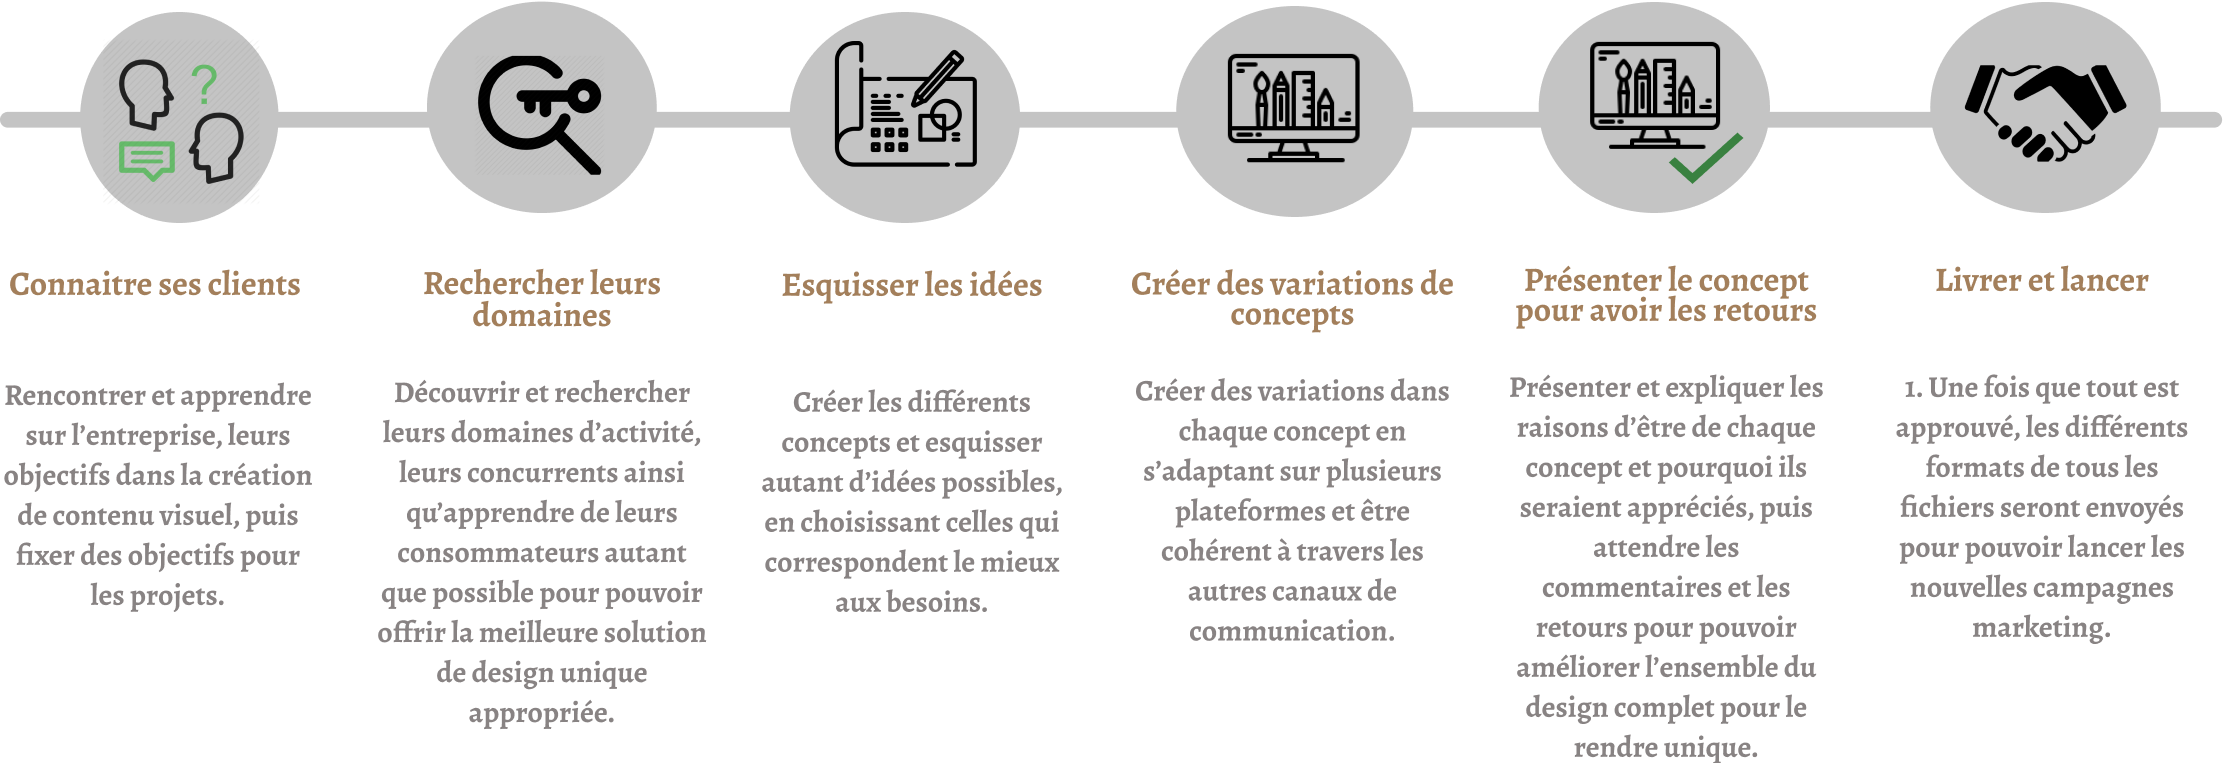 ?
Connaitre ses clients
Rencontrer et apprendre
sur l’entreprise, leurs
objectifs dans la création
de contenu visuel, puis
fixer des objectifs pour
les projets.
Rechercher leurs
domaines
Découvrir et rechercher
leurs domaines d’activité,
leurs concurrents ainsi
qu’apprendre de leurs
consommateurs autant
que possible pour pouvoir
offrir la meilleure solution
de design unique
appropriée.
Esquisser les idées
Créer les différents
concepts et esquisser
autant d’idées possibles,
en choisissant celles qui
correspondent le mieux
aux besoins.
Créer des variations de
concepts
Créer des variations dans
chaque concept en
s’adaptant sur plusieurs
plateformes et être
cohérent à travers les
autres canaux de
communication.
Présenter le concept
pour avoir les retours
Présenter et expliquer les
raisons d’être de chaque
concept et pourquoi ils
seraient appréciés, puis
attendre les
commentaires et les
retours pour pouvoir
améliorer l’ensemble du
design complet pour le
rendre unique.
Livrer et lancer
1. Une fois que tout est
approuvé, les différents
formats de tous les
fichiers seront envoyés
pour pouvoir lancer les
nouvelles campagnes
marketing.